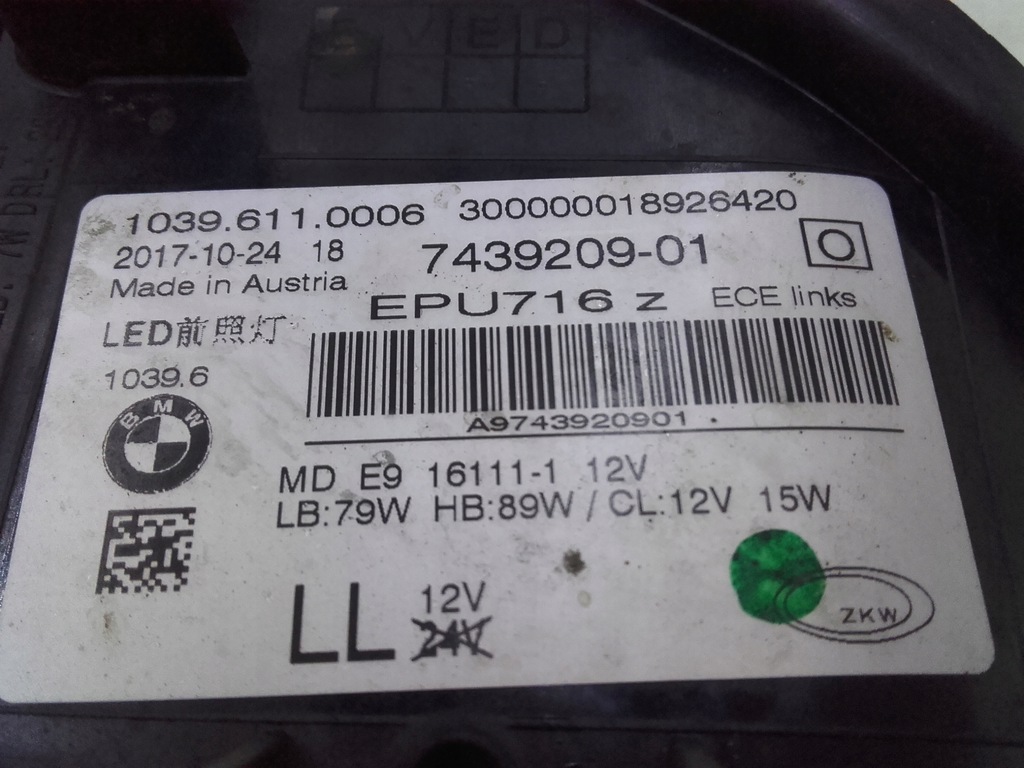 E V E D
1039.611.0006 300000018926420
2017-10-24 18 7439209-01 O
Made in Austria EPU716 z ECE links
LED前照灯
1039.6
BMW
A9743920901
MD E9 16111-1 12V
LB:79W HB:89W / CL:12V 15W
LL 12V
24V
ZKW